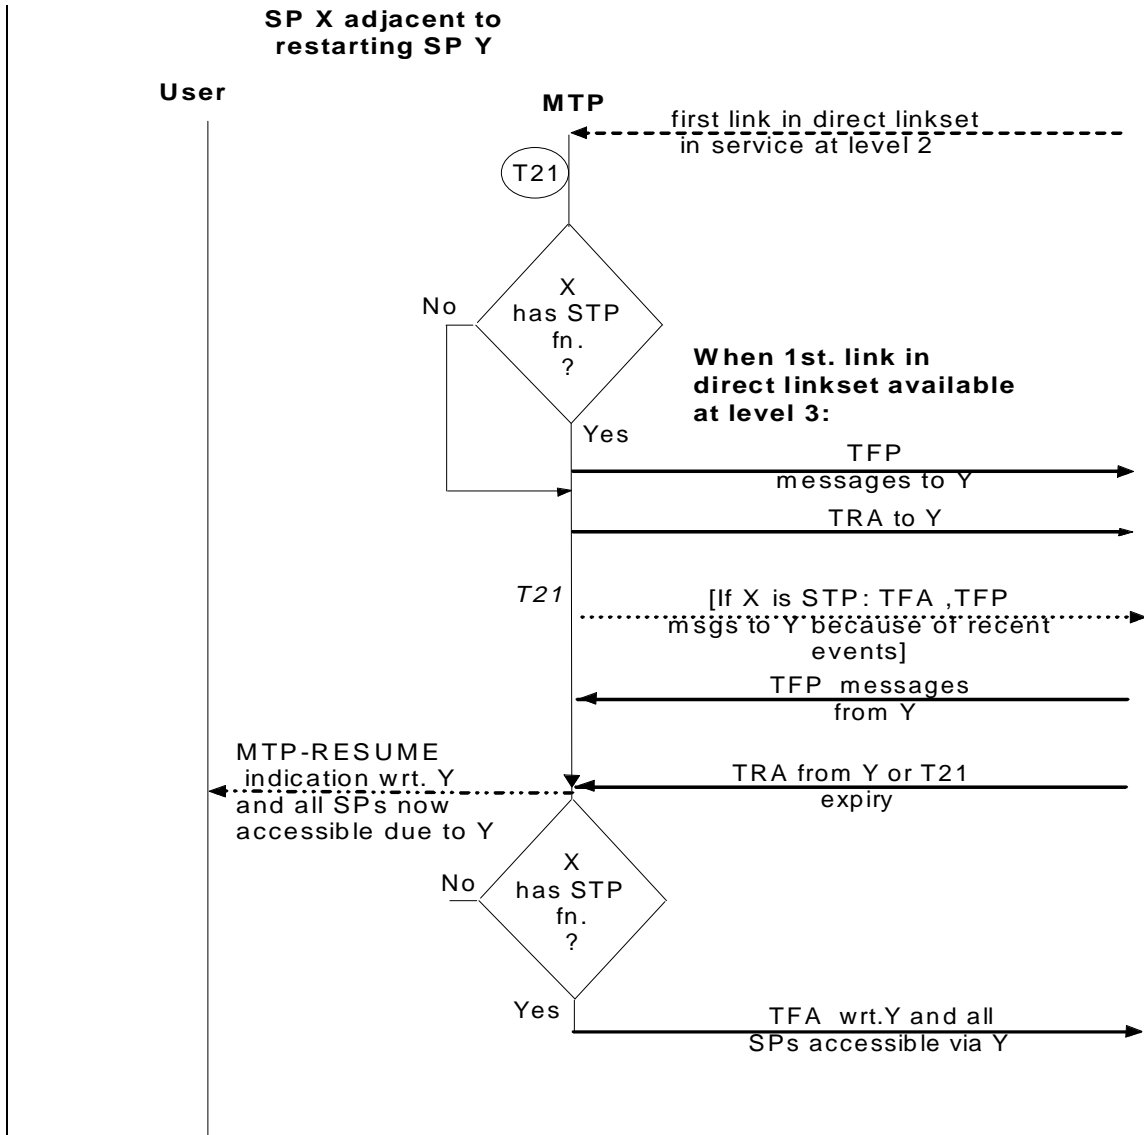 SP X adjacent to
restarting SP Y
User
MTP
first link in direct linkset
in service at level 2
T21
X
has STP
fn.
?
No
Yes
When 1st. link in
direct linkset available
at level 3:
TFP
messages to Y
TRA to Y
T21
[If X is STP: TFA ,TFP
msgs to Y because of recent
events]
TFP messages
from Y
MTP-RESUME
indication wrt. Y
and all SPs now
accessible due to Y
TRA from Y or T21
expiry
X
has STP
fn.
?
No
Yes
TFA wrt.Y and all
SPs accessible via Y